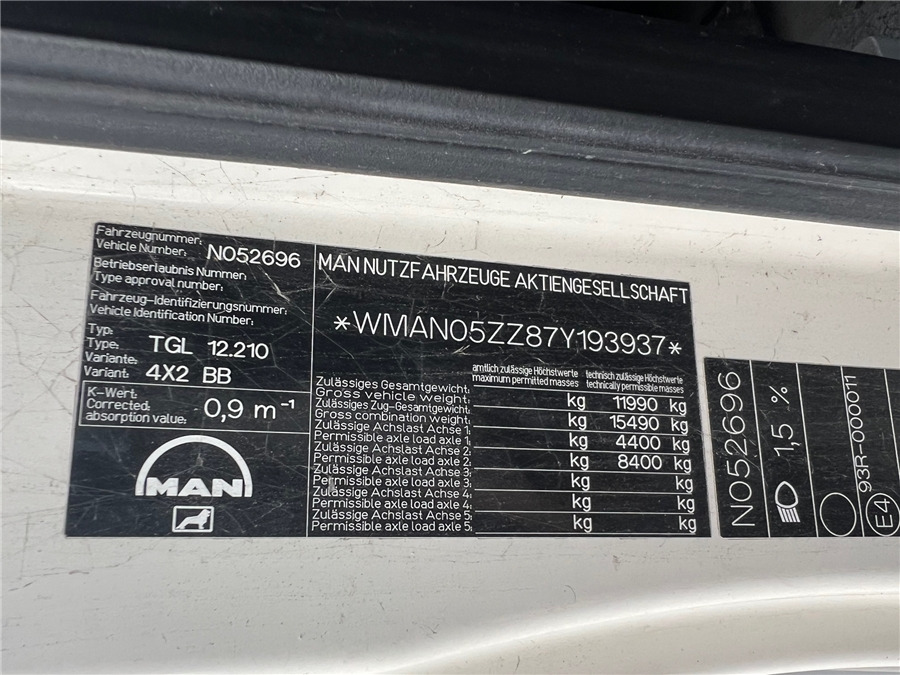 Fahrzeugnummer:
Vehicle Number: N052696
Betriebserlaubnis Nummer:
Type approval number:
Fahrzeug-Identifizierungsnummer:
Vehicle Identification Number:
Typ:
Type: TGL 12.210
Variante:
Variant: 4X2 BB
K-Wert:
Corrected
absorption value: 0,9 m⁻¹
MAN
MAN NUTZFAHRZEUGE AKTIENGESELLSCHAFT
*WMAN05ZZ87Y193937*
amtlich zulässige Höchstwerte technisch zulässige Höchstwerte
maximum permitted masses technically permissible masses
Zulässiges Gesamtgewicht:
Gross vehicle weight: kg 11990 kg
Zulässiges Zug-Gesamtgewicht:
Gross combination weight: kg 15490 kg
Zulässige Achslast Achse 1:
Permissible axle load axle 1: kg 4400 kg
Zulässige Achslast Achse 2:
Permissible axle load axle 2: kg 8400 kg
Zulässige Achslast Achse 3:
Permissible axle load axle 3: kg kg
Zulässige Achslast Achse 4:
Permissible axle load axle 4: kg kg
Zulässige Achslast Achse 5:
Permissible axle load axle 5: kg kg
N052696
1,5 %
93R-000011
E4